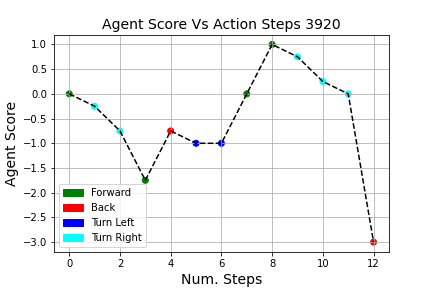 Agent Score Vs Action Steps 3920
Agent Score
1.0
0.5
0.0
−0.5
−1.0
−1.5
−2.0
−2.5
−3.0
Forward
Back
Turn Left
Turn Right
0 2 4 6 8 10 12
Num. Steps